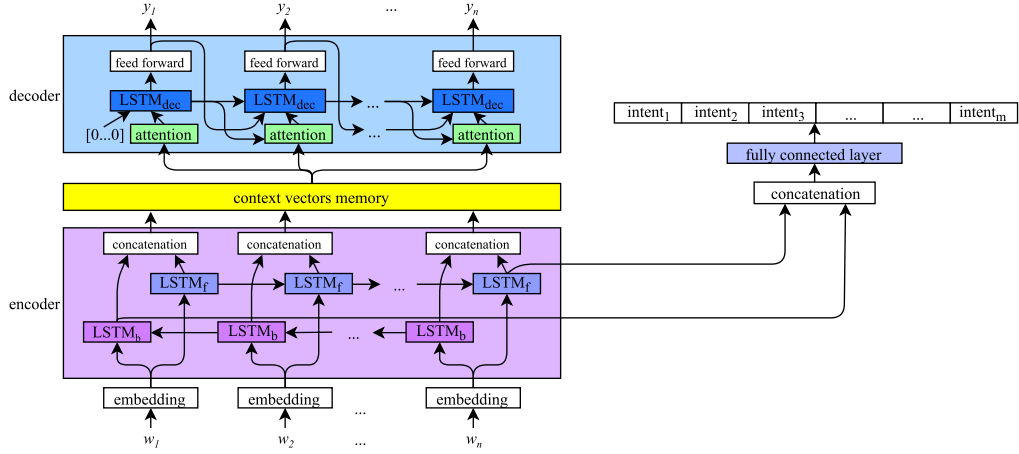 y1 y2 ... yn
decoder
feed forward feed forward feed forward
LSTMdec LSTMdec ... LSTMdec
[0...0] attention attention ... attention
context vectors memory
encoder
concatenation concatenation concatenation
LSTMf LSTMf ... LSTMf
LSTMb LSTMb ... LSTMb
embedding embedding ... embedding
w1 w2 ... wn
intent1 intent2 intent3 ... ... intentm
fully connected layer
concatenation